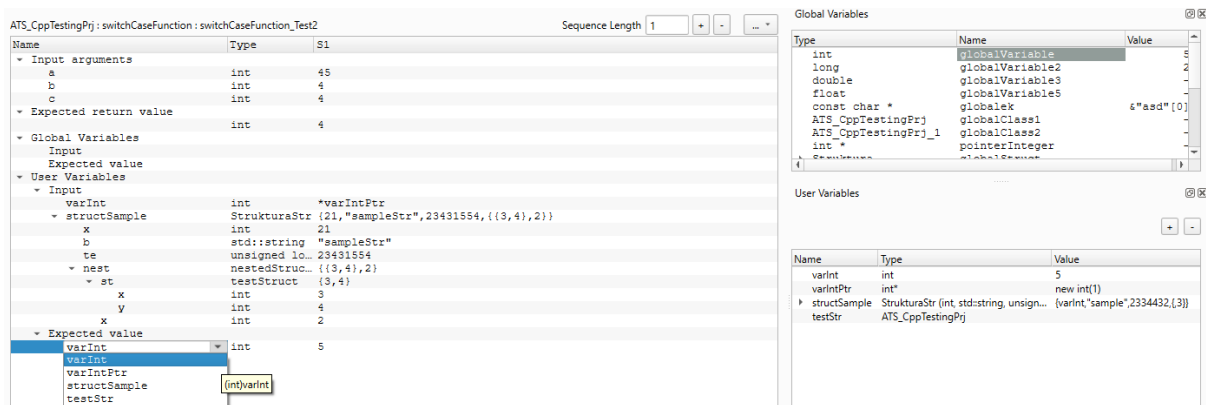 ATS_CppTestingPrj : switchCaseFunction : switchCaseFunction_Test2
Sequence Length 1 + - ...
Name Type S1
Input arguments
a int 45
b int 4
c int 4
Expected return value
int 4
Global Variables
Input
Expected value
User Variables
Input
varInt int *varIntPtr
structSample StrukturaStr {21,"sampleStr",23431554,{{3,4},2}}
x int 21
b std::string "sampleStr"
te unsigned lo... 23431554
nest nestedStruc... {{3,4},2}
st testStruct {3,4}
x int 3
y int 4
x int 2
Expected value
varInt int 5
varInt
varIntPtr
structSample
testStr
(int)varInt
Global Variables
Type Name Value
int globalVariable 5
long globalVariable2 2
double globalVariable3 -
float globalVariable5 -
const char * globalek &"asd"[0]
ATS_CppTestingPrj globalClass1 -
ATS_CppTestingPrj_1 globalClass2 -
int * pointerInteger -
Struktura globalStruct
User Variables
+ -
Name Type Value
varInt int 5
varIntPtr int* new int(1)
structSample StrukturaStr (int, std::string, unsign... {varInt,"sample",2334432,{,3}}
testStr ATS_CppTestingPrj